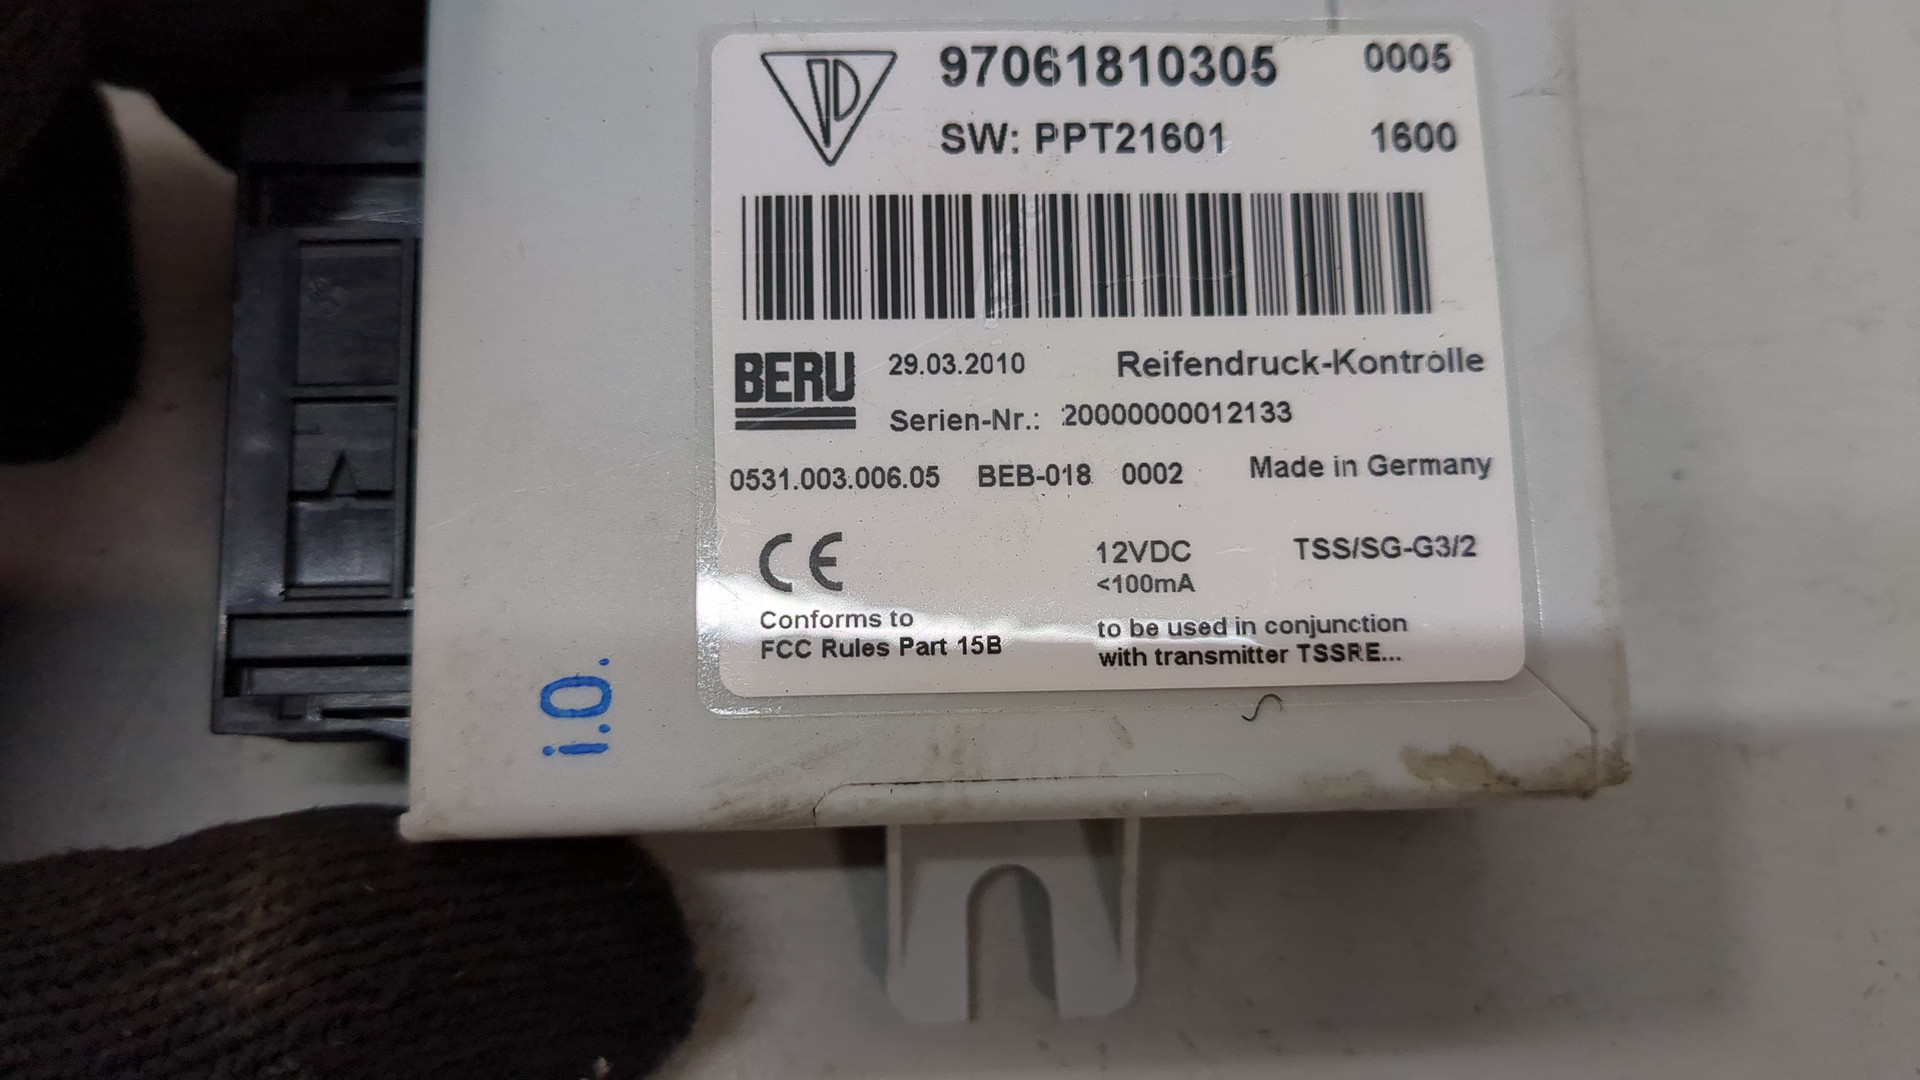 97061810305 0005
SW: PPT21601 1600
BERU 29.03.2010 Reifendruck-Kontrolle
Serien-Nr.: 20000000012133
0531.003.006.05 BEB-018 0002 Made in Germany
CE 12VDC TSS/SG-G3/2
<100mA
Conforms to
FCC Rules Part 15B
to be used in conjunction
with transmitter TSSRE...
i.O.